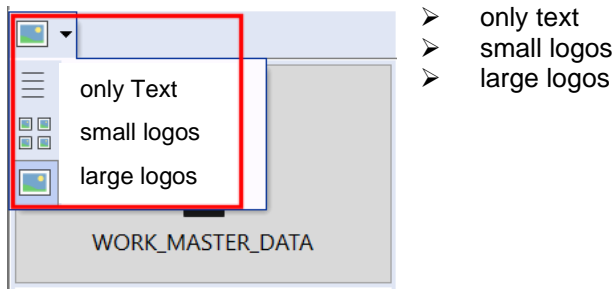 only Text
small logos
large logos
WORK_MASTER_DATA
➢ only text
➢ small logos
➢ large logos